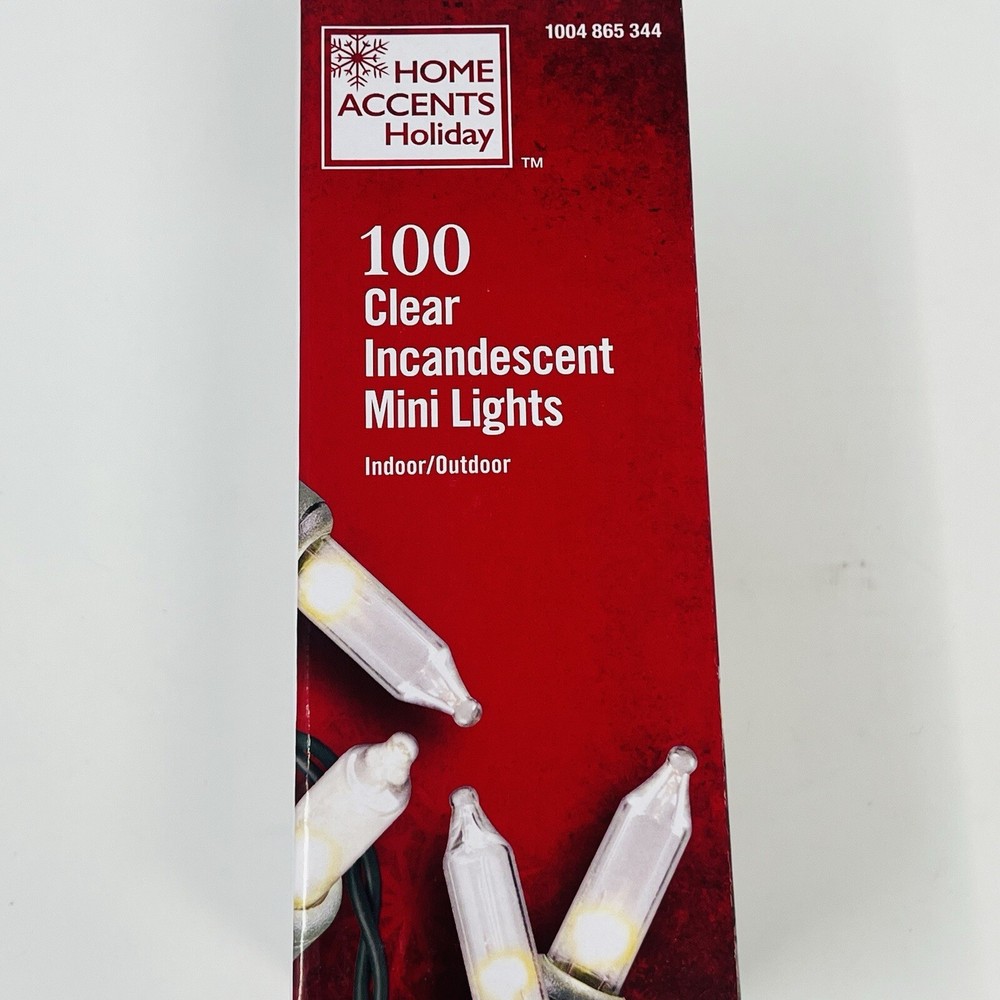 1004 865 344
HOME
ACCENTS
Holiday
TM
100
Clear
Incandescent
Mini Lights
Indoor/Outdoor